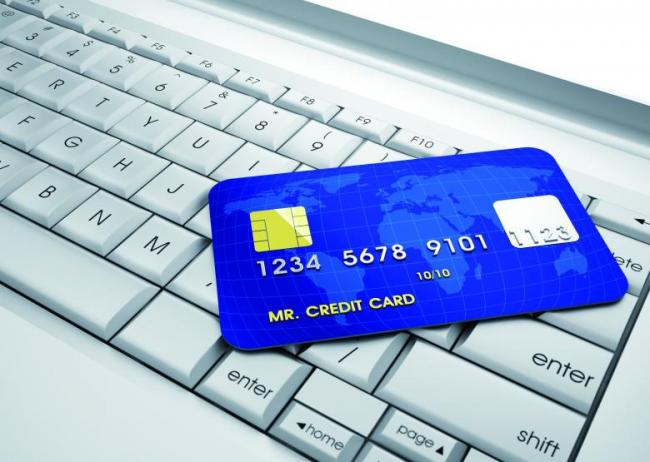 F3 F4 F5 F6 F7 F8 F9 F10
# 3 $ 4 % 5 ^ 6 & 7 * 8 ( 9
E R T Y U I
F G H J
B N M
1234 5678 9101 1123
10/10
MR. CREDIT CARD
lete
enter
shift
/
enter
home
page